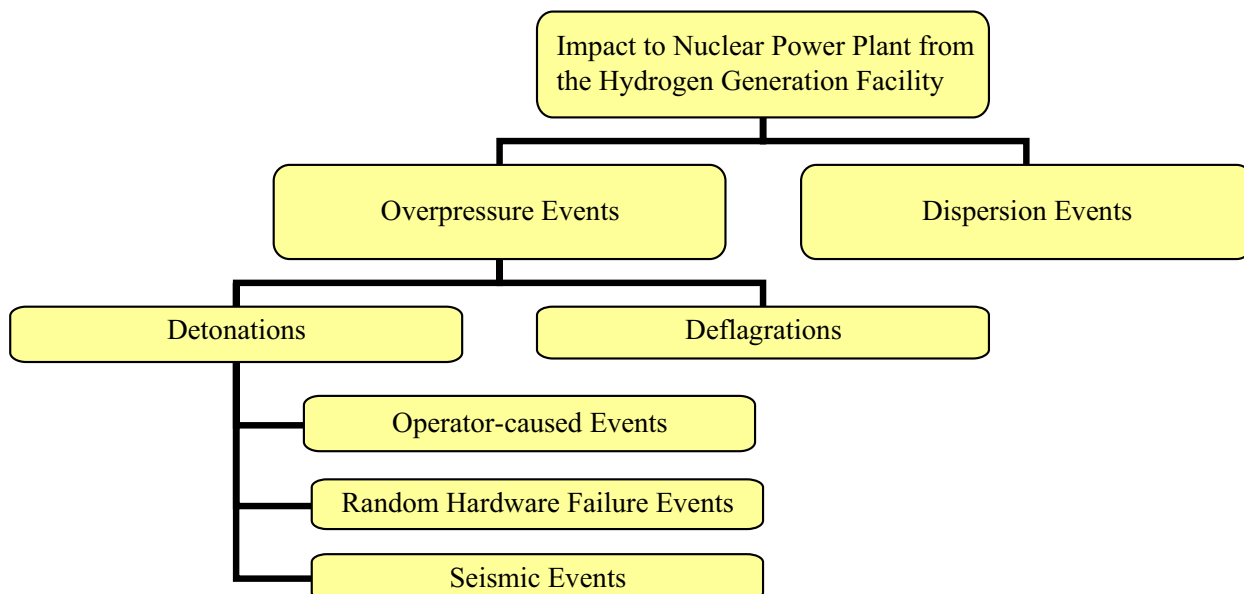 Impact to Nuclear Power Plant from
the Hydrogen Generation Facility
Overpressure Events
Dispersion Events
Detonations
Deflagrations
Operator-caused Events
Random Hardware Failure Events
Seismic Events